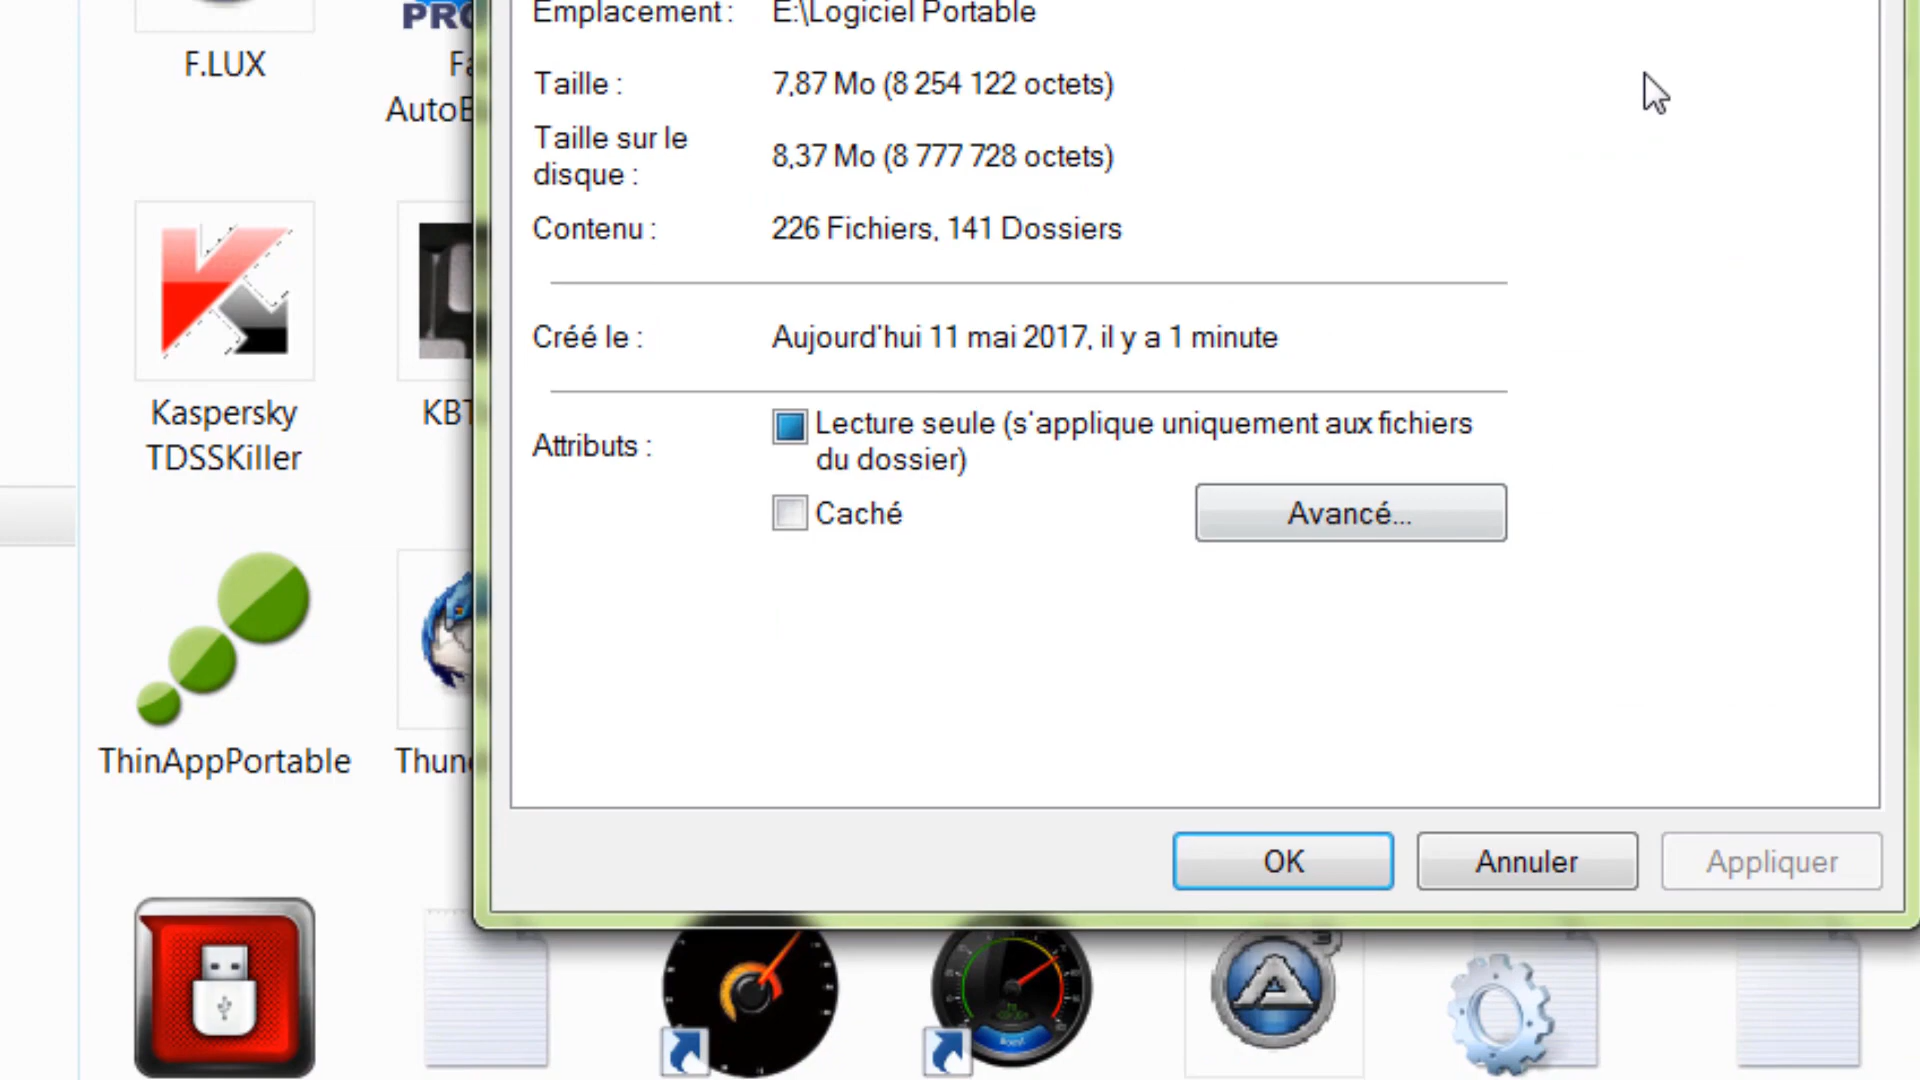 PRO
F.LUX
Fa
AutoE
Emplacement : E:\Logiciel Portable
Taille : 7,87 Mo (8 254 122 octets)
Taille sur le
disque : 8,37 Mo (8 777 728 octets)
Contenu : 226 Fichiers, 141 Dossiers
Créé le : Aujourd'hui 11 mai 2017, il y a 1 minute
Attributs : Lecture seule (s'applique uniquement aux fichiers
du dossier)
Caché Avancé...
Kaspersky
TDSSKiller
KBT
ThinAppPortable
Thun
OK Annuler Appliquer